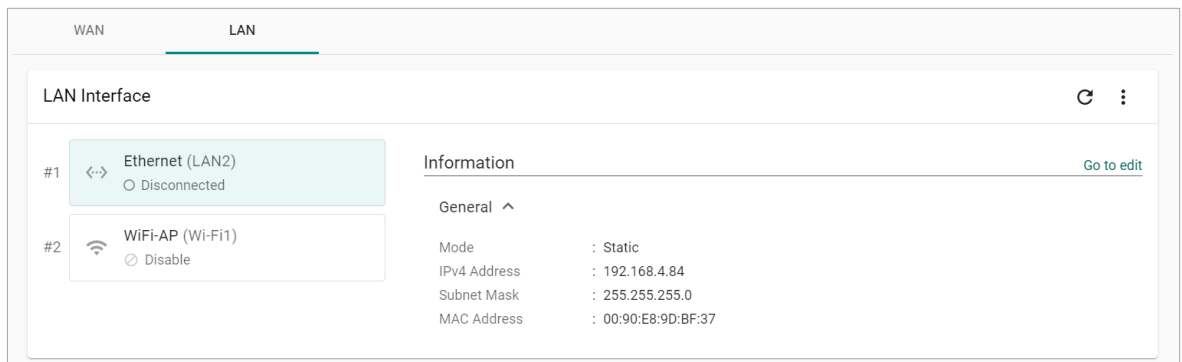 WAN LAN
LAN Interface
#1 Ethernet (LAN2)
Disconnected
#2 WiFi-AP (Wi-Fi1)
Disable
Information Go to edit
General
Mode : Static
IPv4 Address : 192.168.4.84
Subnet Mask : 255.255.255.0
MAC Address : 00:90:E8:9D:BF:37